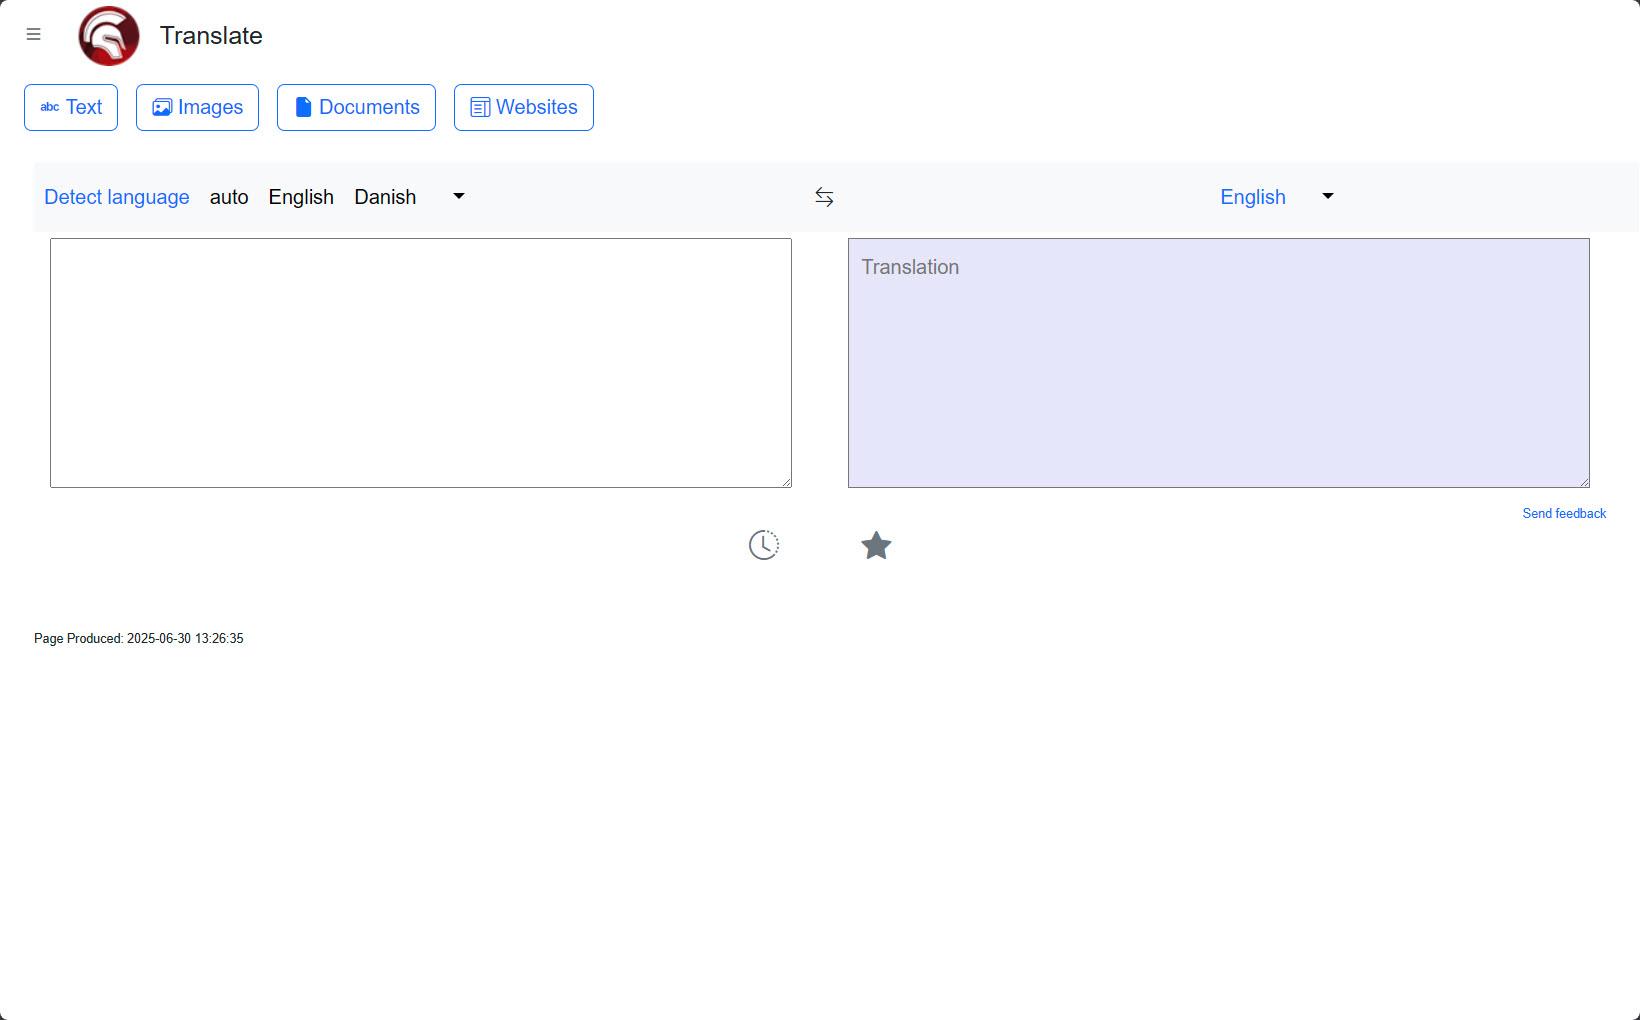 Translate
abc Text Images Documents Websites
Detect language auto English Danish English
Translation
Send feedback
Page Produced: 2025-06-30 13:26:35